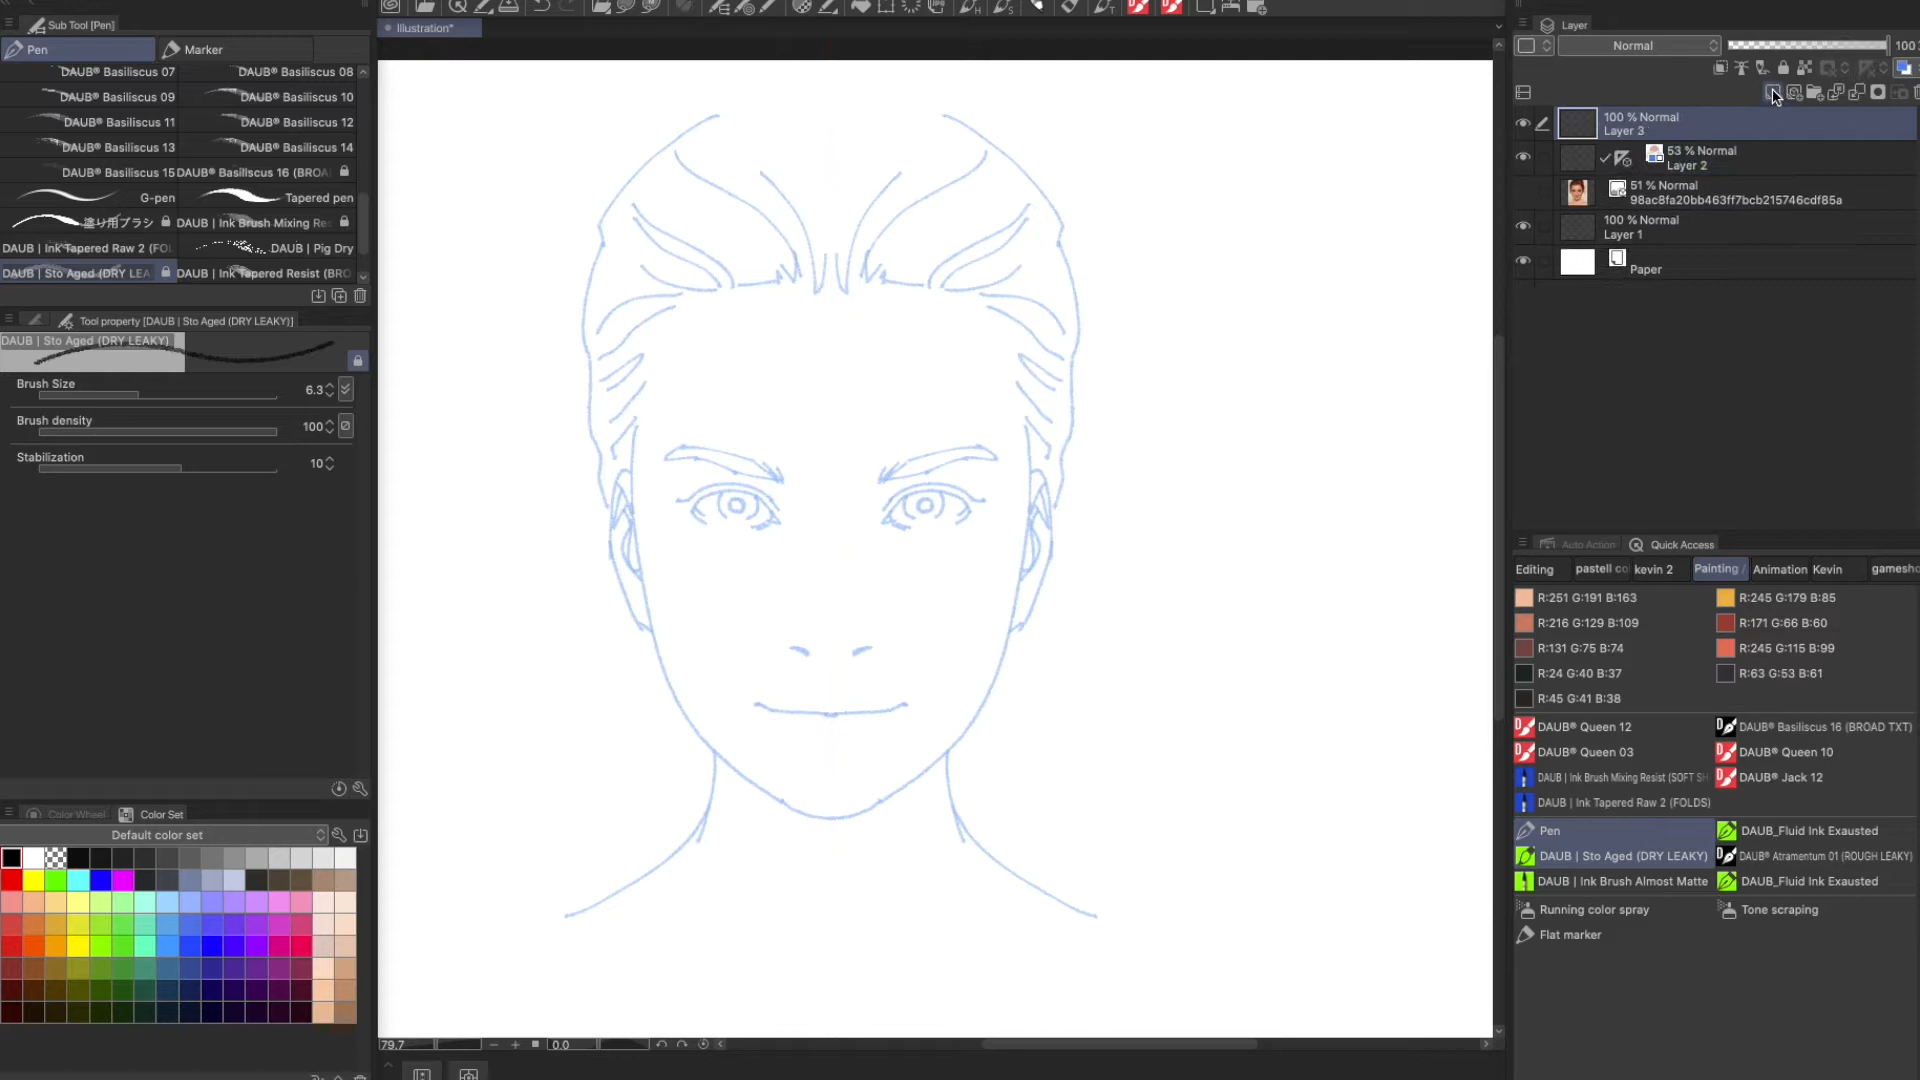 Sub Tool [Pen]
Pen
Marker
DAUB® Basiliscus 07
DAUB® Basiliscus 08
DAUB® Basiliscus 09
DAUB® Basiliscus 10
DAUB® Basiliscus 11
DAUB® Basiliscus 12
DAUB® Basiliscus 13
DAUB® Basiliscus 14
DAUB® Basiliscus 15
DAUB® Basiliscus 16 (BROA
G-pen
Tapered pen
塗り用ブラシ
DAUB | Ink Brush Mixing Re
DAUB | Ink Tapered Raw 2 (FOL
DAUB | Pig Dry
DAUB | Sto Aged (DRY LEA
DAUB | Ink Tapered Resist (BRO
Tool property [DAUB | Sto Aged (DRY LEAKY)]
DAUB | Sto Aged (DRY LEAKY)
Brush Size
6.3
Brush density
100
Stabilization
10
Color Wheel
Color Set
Default color set
Illustration*
79.7
0.0
Layer
Normal
100
100 % Normal
Layer 3
53 % Normal
Layer 2
51 % Normal
98ac8fa20bb463ff7bcb215746cdf85a
100 % Normal
Layer 1
Paper
Auto Action
Quick Access
Editing
pastell co
kevin 2
Painting /
Animation
Kevin
gamesho
R:251 G:191 B:163
R:245 G:179 B:85
R:216 G:129 B:109
R:171 G:66 B:60
R:131 G:75 B:74
R:245 G:115 B:99
R:24 G:40 B:37
R:63 G:53 B:61
R:45 G:41 B:38
DAUB® Queen 12
DAUB® Basiliscus 16 (BROAD TXT)
DAUB® Queen 03
DAUB® Queen 10
DAUB | Ink Brush Mixing Resist (SOFT SH
DAUB® Jack 12
DAUB | Ink Tapered Raw 2 (FOLDS)
Pen
DAUB_Fluid Ink Exausted
DAUB | Sto Aged (DRY LEAKY)
DAUB® Atramentum 01 (ROUGH LEAKY)
DAUB | Ink Brush Almost Matte
DAUB_Fluid Ink Exausted
Running color spray
Tone scraping
Flat marker